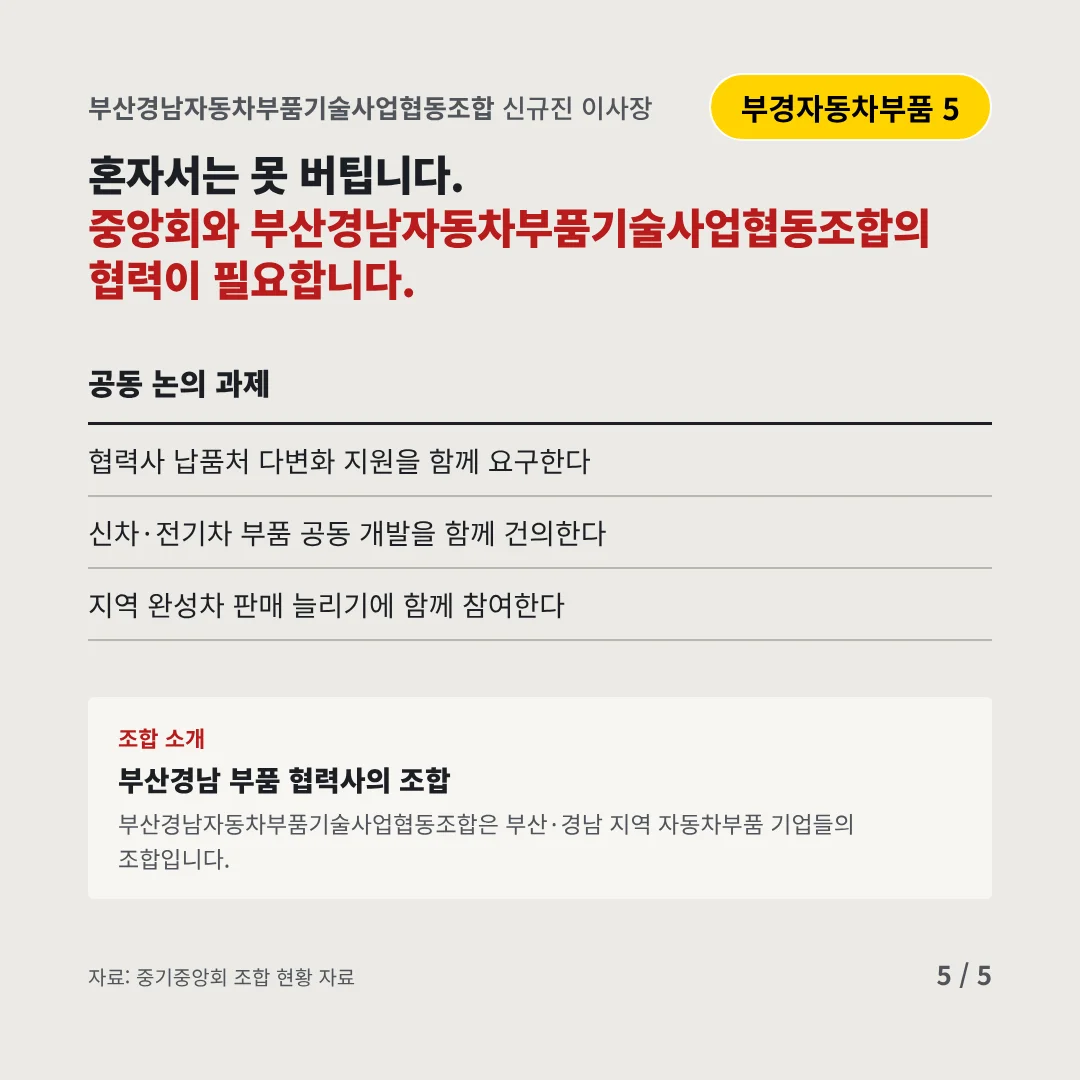 부산경남자동차부품기술사업협동조합 신규진 이사장
부경자동차부품 5
혼자서는 못 버팁니다.
중앙회와 부산경남자동차부품기술사업협동조합의
협력이 필요합니다.
공동 논의 과제
협력사 납품처 다변화 지원을 함께 요구한다
신차·전기차 부품 공동 개발을 함께 건의한다
지역 완성차 판매 늘리기에 함께 참여한다
조합 소개
부산경남 부품 협력사의 조합
부산경남자동차부품기술사업협동조합은 부산·경남 지역 자동차부품 기업들의
조합입니다.
자료: 중기중앙회 조합 현황 자료
5 / 5